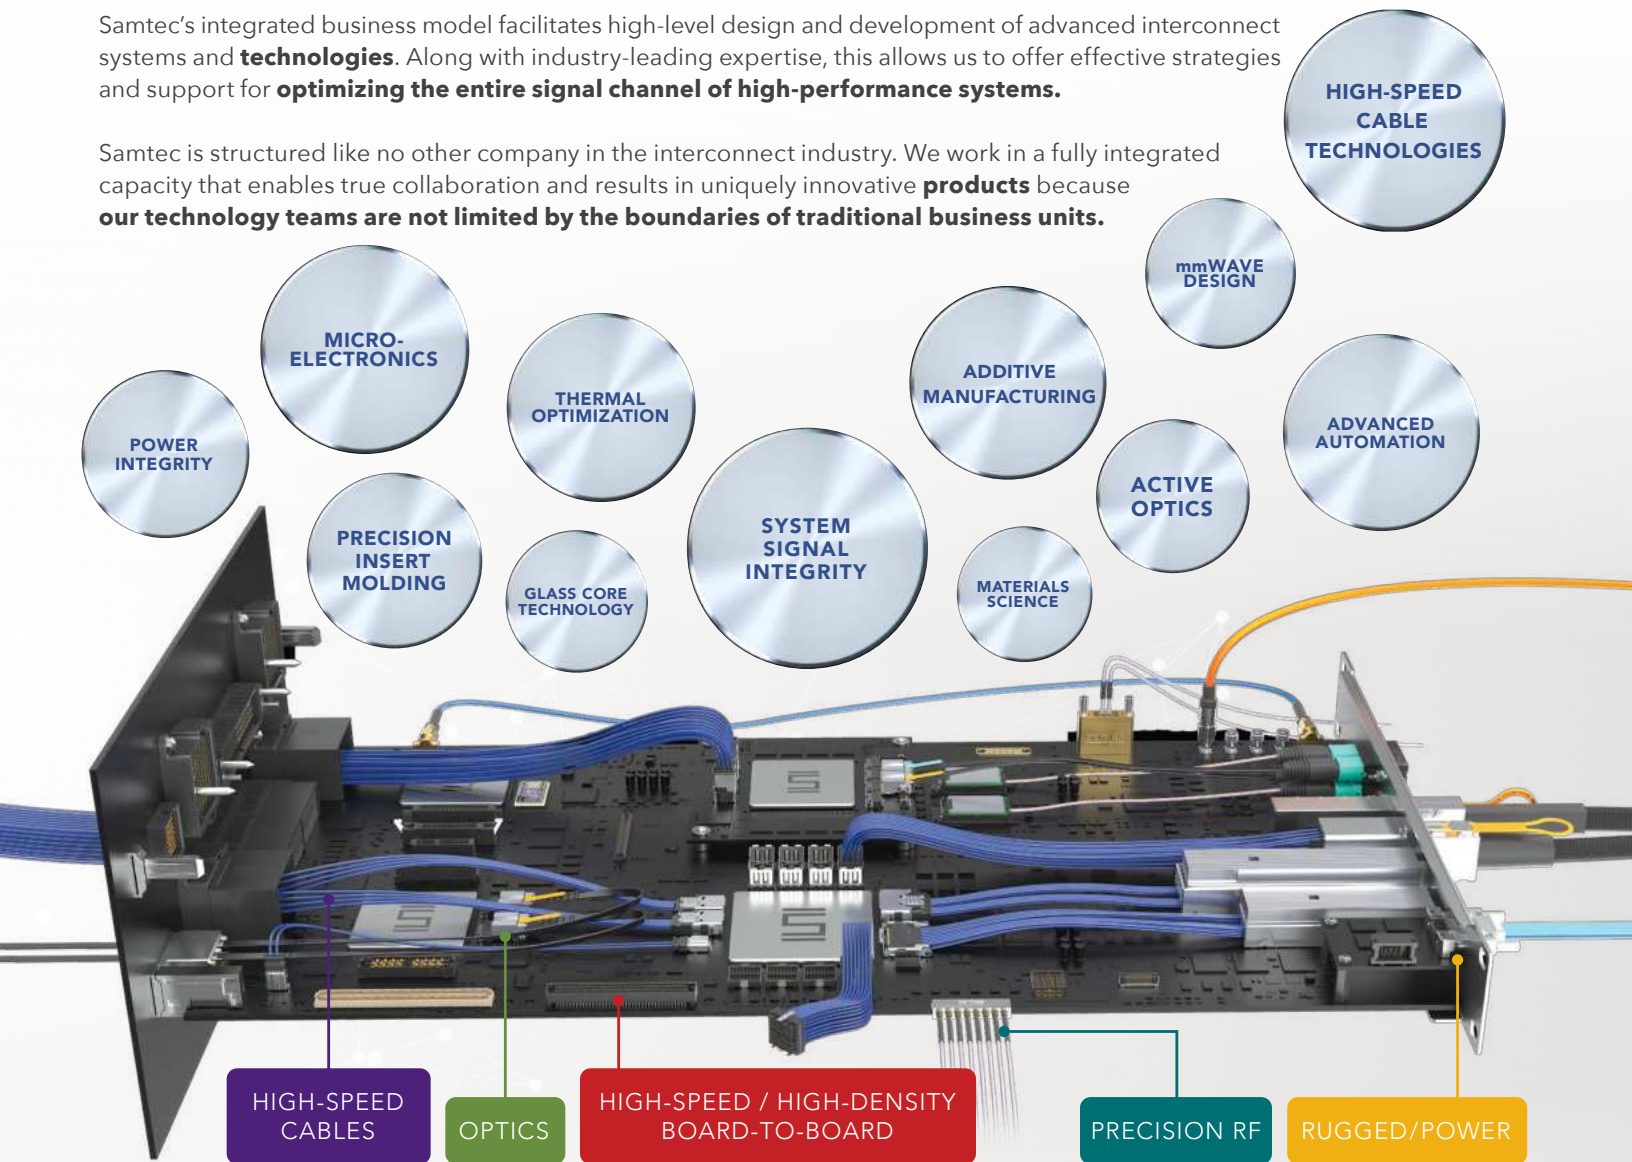 Samtec's integrated business model facilitates high-level design and development of advanced interconnect
systems and technologies. Along with industry-leading expertise, this allows us to offer effective strategies
and support for optimizing the entire signal channel of high-performance systems.
Samtec is structured like no other company in the interconnect industry. We work in a fully integrated
capacity that enables true collaboration and results in uniquely innovative products because
our technology teams are not limited by the boundaries of traditional business units.
HIGH-SPEED
CABLE
TECHNOLOGIES
mmWAVE
DESIGN
MICRO-
ELECTRONICS
THERMAL
OPTIMIZATION
ADDITIVE
MANUFACTURING
ADVANCED
AUTOMATION
POWER
INTEGRITY
ACTIVE
OPTICS
PRECISION
INSERT
MOLDING
SYSTEM
SIGNAL
INTEGRITY
GLASS CORE
TECHNOLOGY
MATERIALS
SCIENCE
HIGH-SPEED
CABLES
OPTICS
HIGH-SPEED / HIGH-DENSITY
BOARD-TO-BOARD
PRECISION RF
RUGGED/POWER